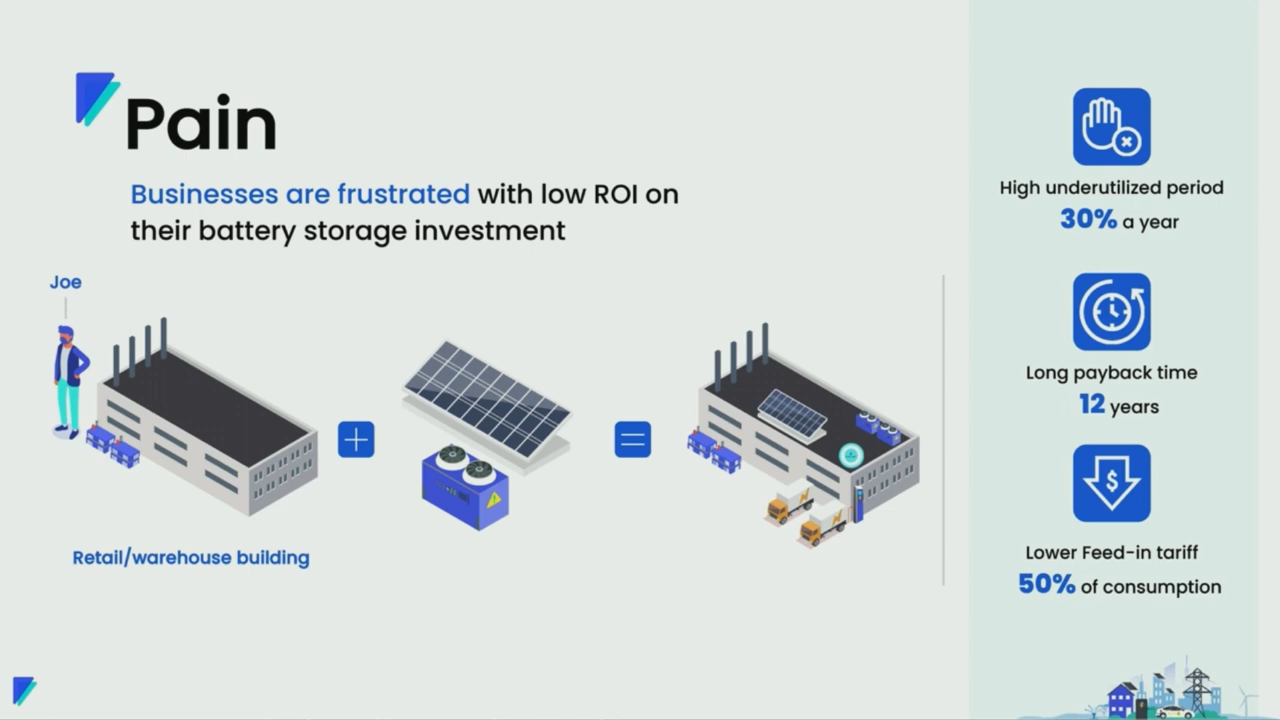 Pain
Businesses are frustrated with low ROI on
their battery storage investment
Joe
Retail/warehouse building
High underutilized period
30% a year
Long payback time
12 years
$
Lower Feed-in tariff
50% of consumption